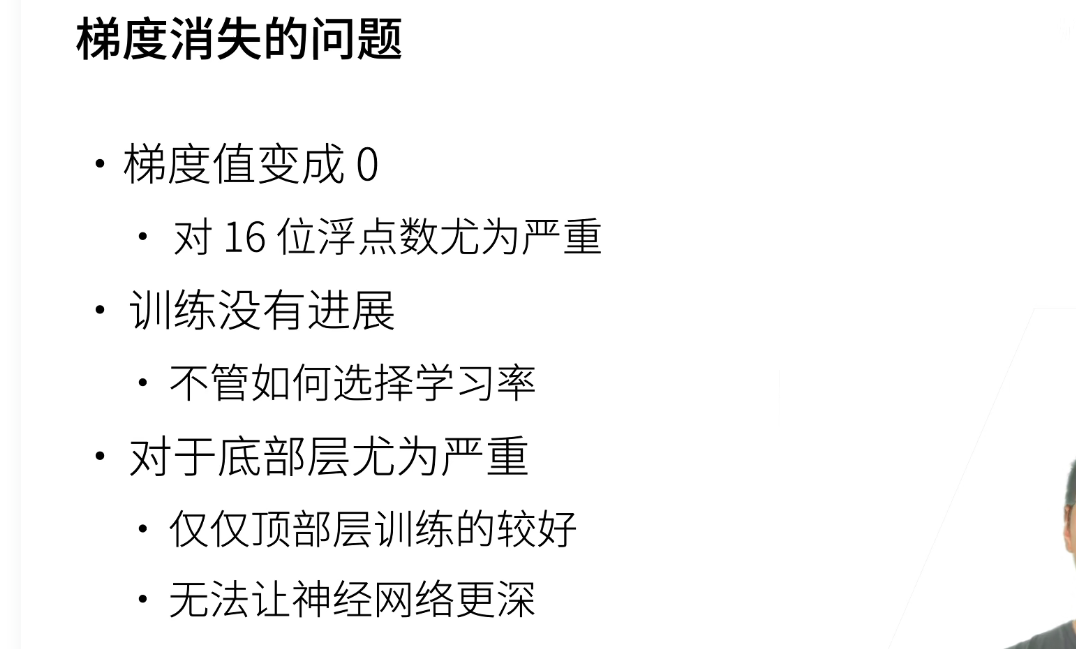 梯度消失的问题
• 梯度值变成 0
• 对 16 位浮点数尤为严重
• 训练没有进展
• 不管如何选择学习率
• 对于底部层尤为严重
• 仅仅顶部层训练的较好
• 无法让神经网络更深